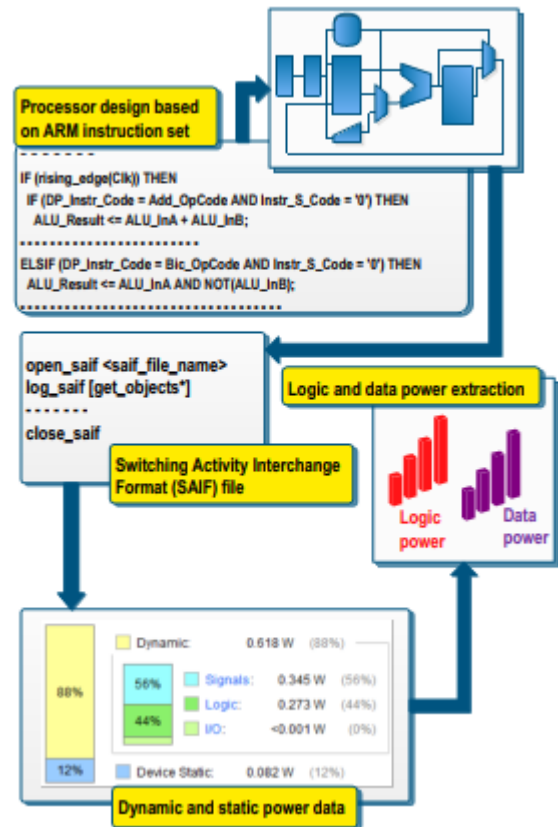 Processor design based
on ARM instruction set
- - - - - - -
IF (rising_edge(Clk)) THEN
IF (DP_Instr_Code = Add_OpCode AND Instr_S_Code = '0') THEN
ALU_Result <= ALU_InA + ALU_InB;
- - - - - - - - - - - - - - - - - - - - - - - -
ELSIF (DP_Instr_Code = Bic_OpCode AND Instr_S_Code = '0') THEN
ALU_Result <= ALU_InA AND NOT(ALU_InB);
- - - - - - - - - - - - - - - - - - - - - - - - - - - - - - - - - - -
open_saif <saif_file_name>
log_saif [get_objects*]
- - - - - - -
close_saif
Switching Activity Interchange
Format (SAIF) file
Logic and data power extraction
Logic
power
Data
power
88%
12%
Dynamic: 0.618 W (88%)
56%
44%
Signals: 0.345 W (56%)
Logic: 0.273 W (44%)
I/O: <0.001 W (0%)
Device Static: 0.082 W (12%)
Dynamic and static power data